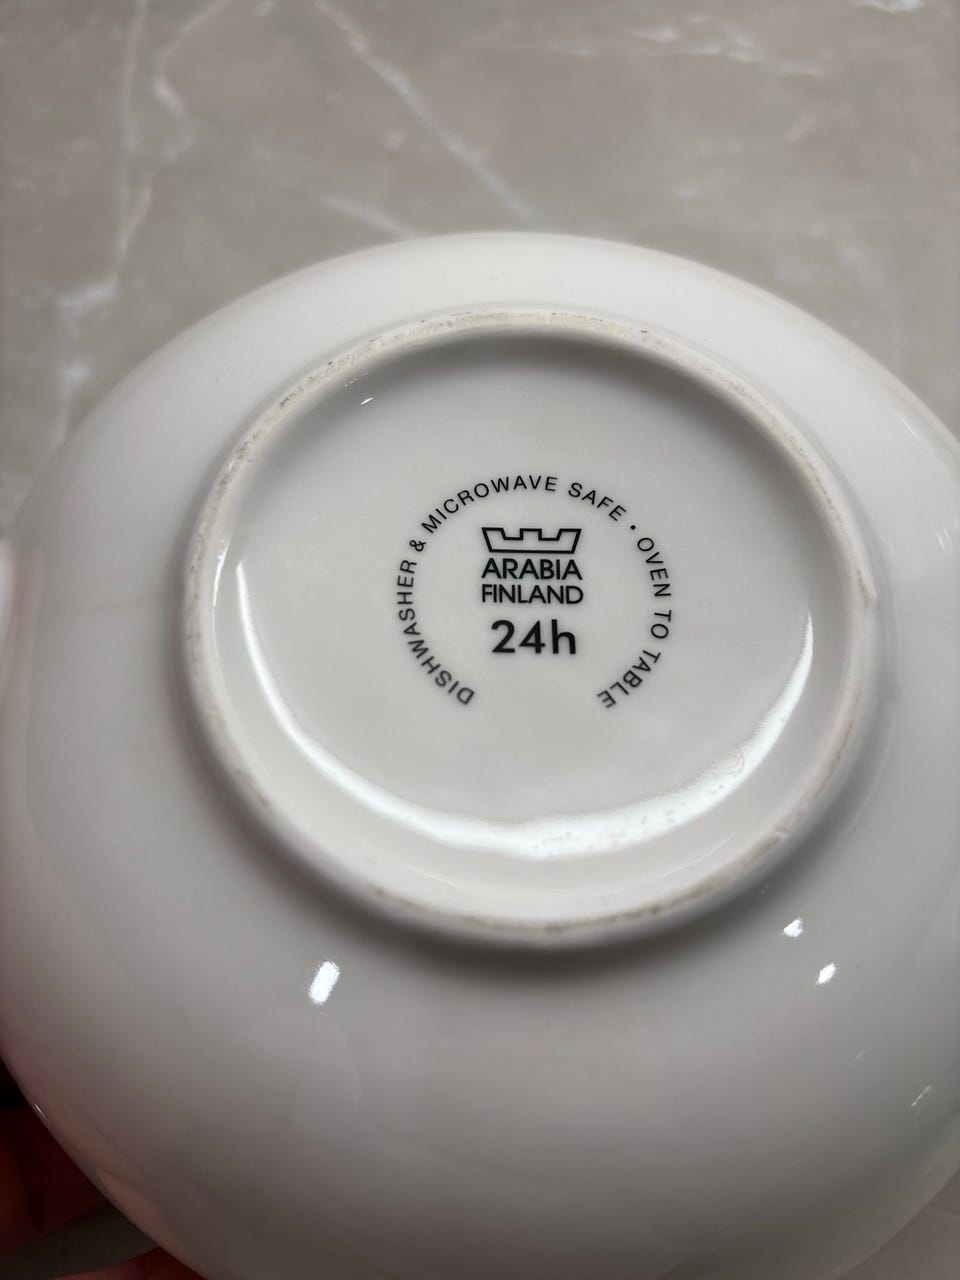 DISHWASHER & MICROWAVE SAFE • OVEN TO TABLE
ARABIA
FINLAND
24h